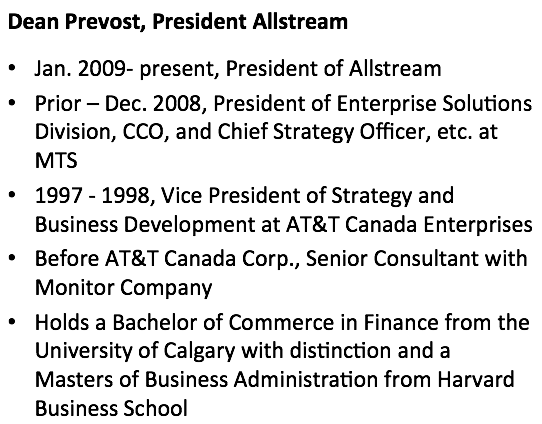 Dean Prevost, President Allstream
• Jan. 2009- present, President of Allstream
• Prior – Dec. 2008, President of Enterprise Solutions
Division, CCO, and Chief Strategy Officer, etc. at
MTS
• 1997 - 1998, Vice President of Strategy and
Business Development at AT&T Canada Enterprises
• Before AT&T Canada Corp., Senior Consultant with
Monitor Company
• Holds a Bachelor of Commerce in Finance from the
University of Calgary with distinction and a
Masters of Business Administration from Harvard
Business School